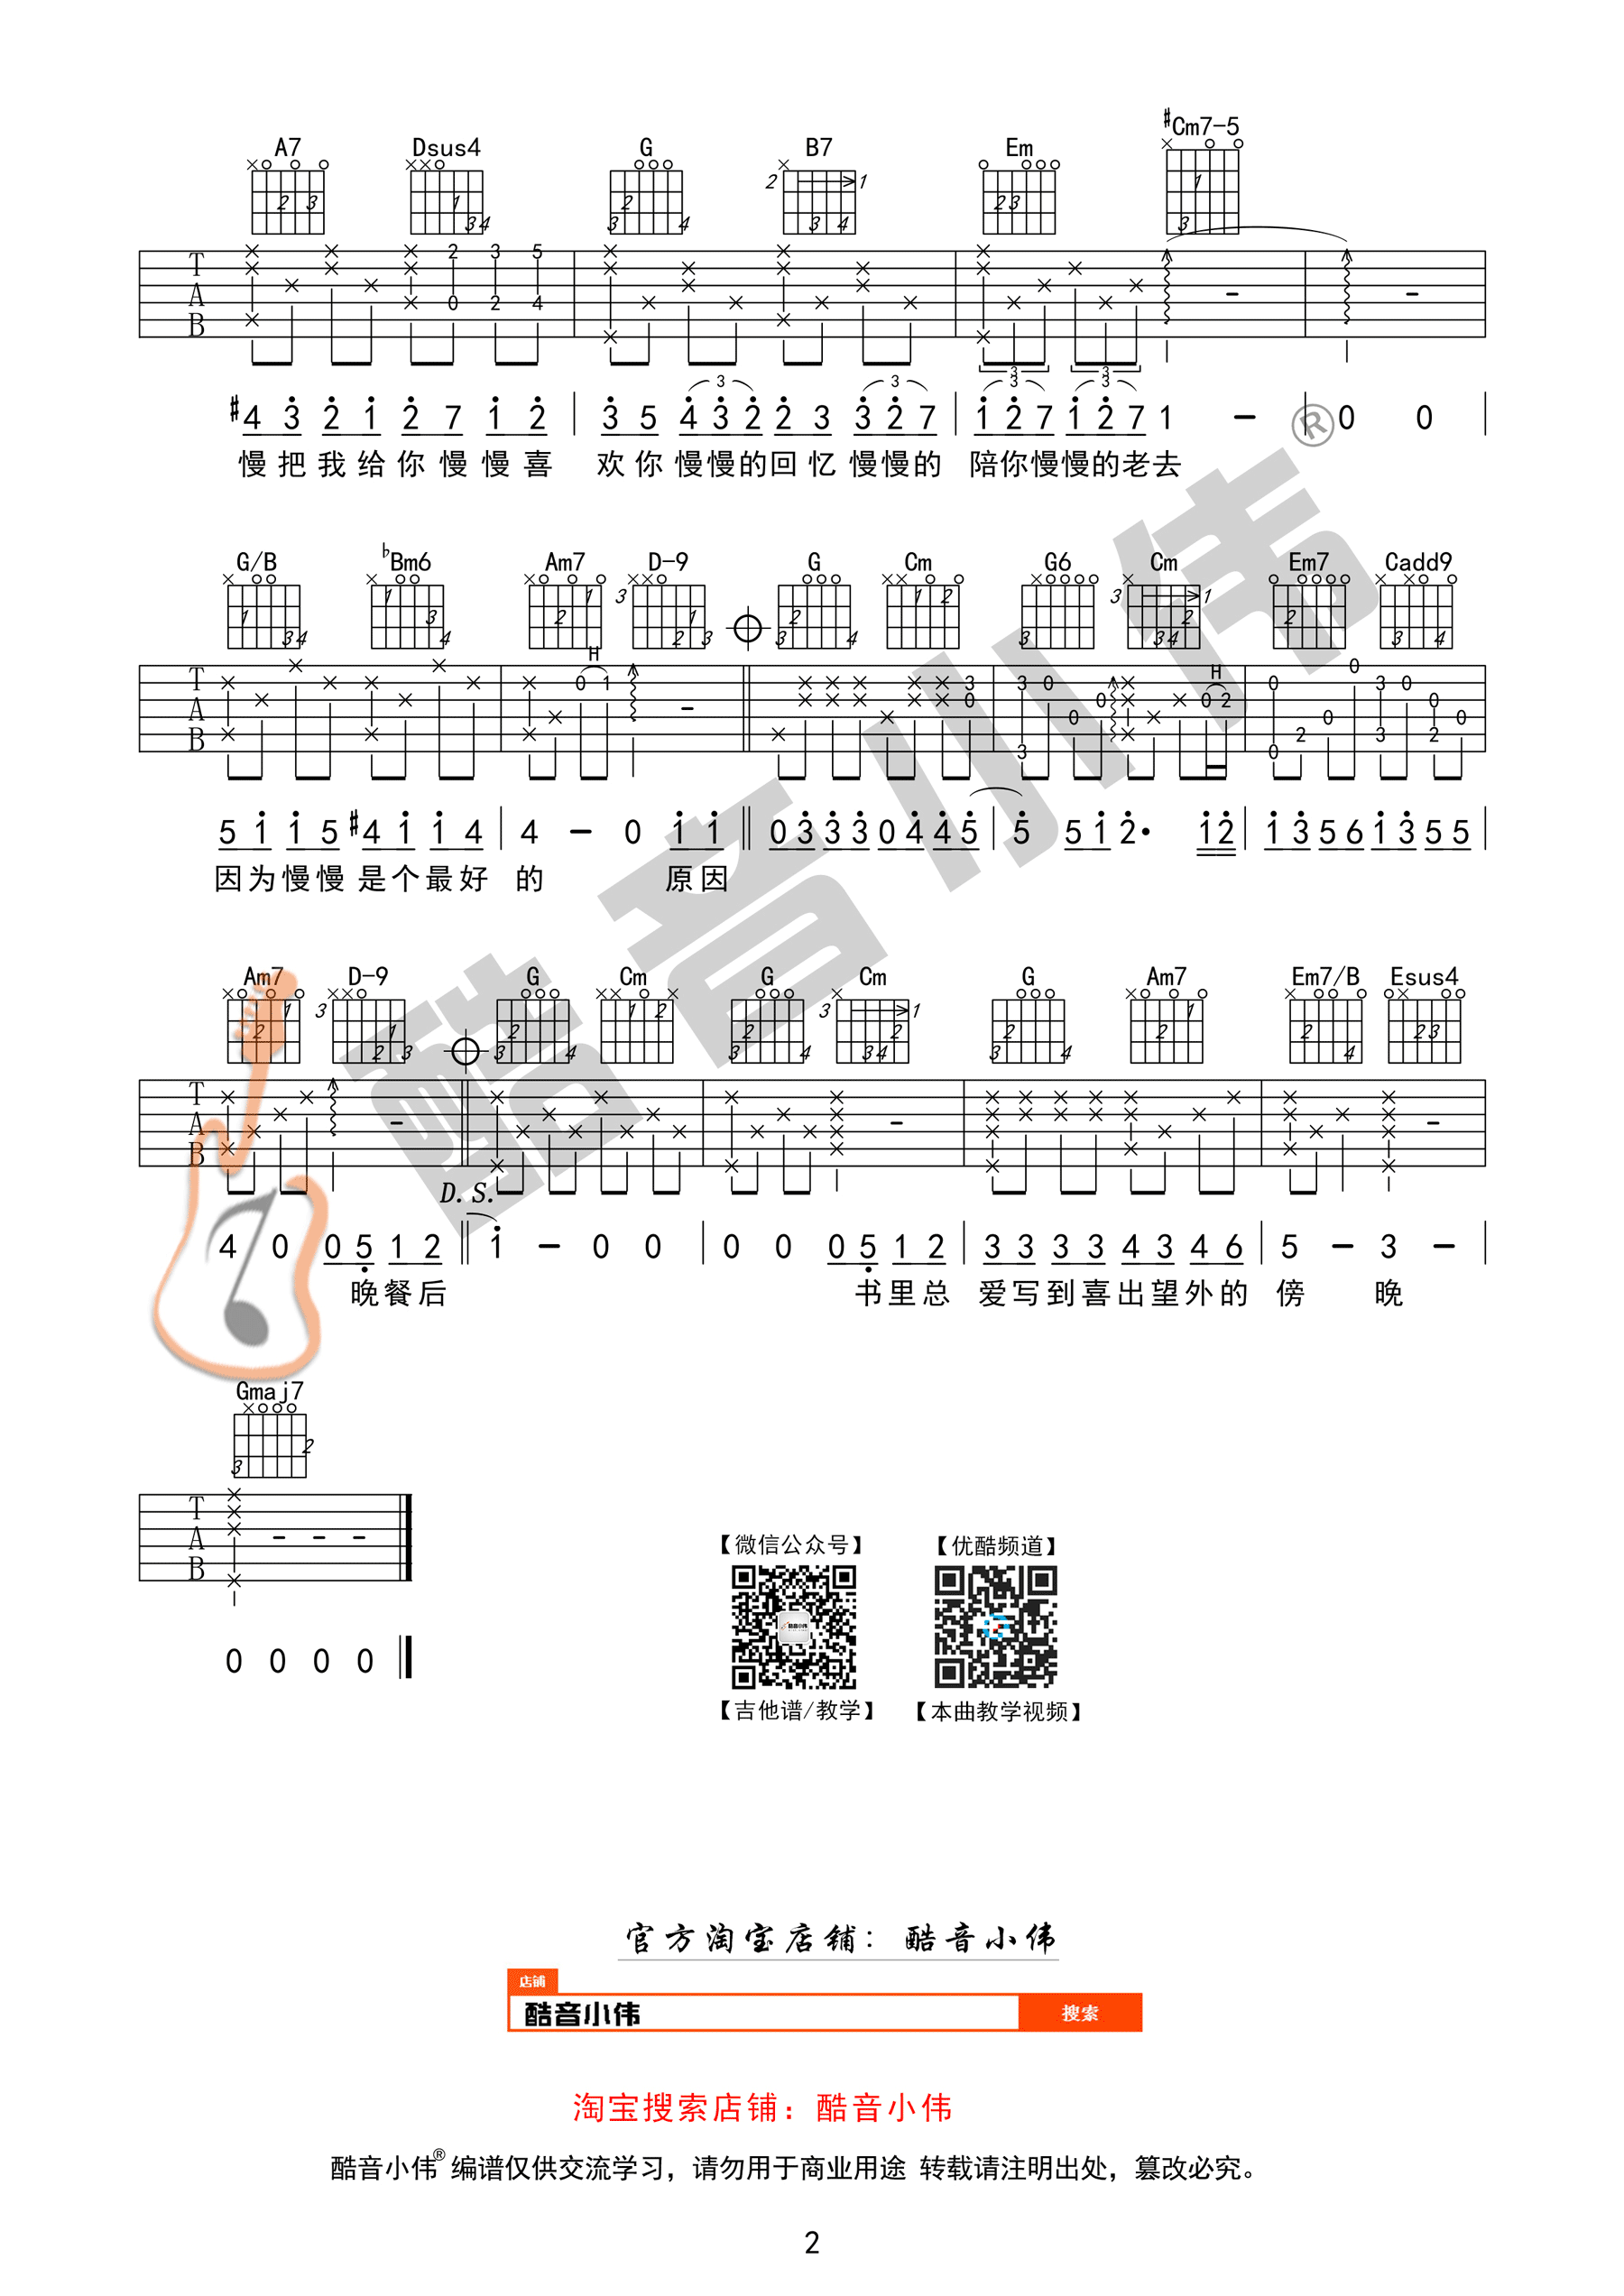 A7 Dsus4 G B7 Em #Cm7-5
#4 3 2 1 2 7 1 2 | 3 5 4 3 2 2 3 3 2 7 | 1 2 7 1 2 7 1 - | 0 0 |
慢把我给你慢慢喜 欢你慢慢的回忆慢慢的 陪你慢慢的老去
G/B ♭Bm6 Am7 D-9 G Cm G6 Cm Em7 Cadd9
5 1 1 5 #4 1 1 4 | 4 - 0 1 1 || 0 3 3 3 0 4 4 5 | 5 5 1 2· 1 2 | 1 3 5 6 1 3 5 5 |
因为慢慢是个最好 的 原因
Am7 D-9 G Cm G Cm G Am7 Em7/B Esus4
D. S.
4 0 0 5 1 2 || 1 - 0 0 | 0 0 0 5 1 2 | 3 3 3 3 4 3 4 6 | 5 - 3 - |
晚餐后 书里总 爱写到喜出望外的 傍 晚
Gmaj7
0 0 0 0
【微信公众号】 【优酷频道】
【吉他谱/教学】 【本曲教学视频】
官方淘宝店铺：酷音小伟
店铺
酷音小伟 搜索
淘宝搜索店铺：酷音小伟
酷音小伟® 编谱仅供交流学习，请勿用于商业用途 转载请注明出处，篡改必究。
2
酷音小伟®